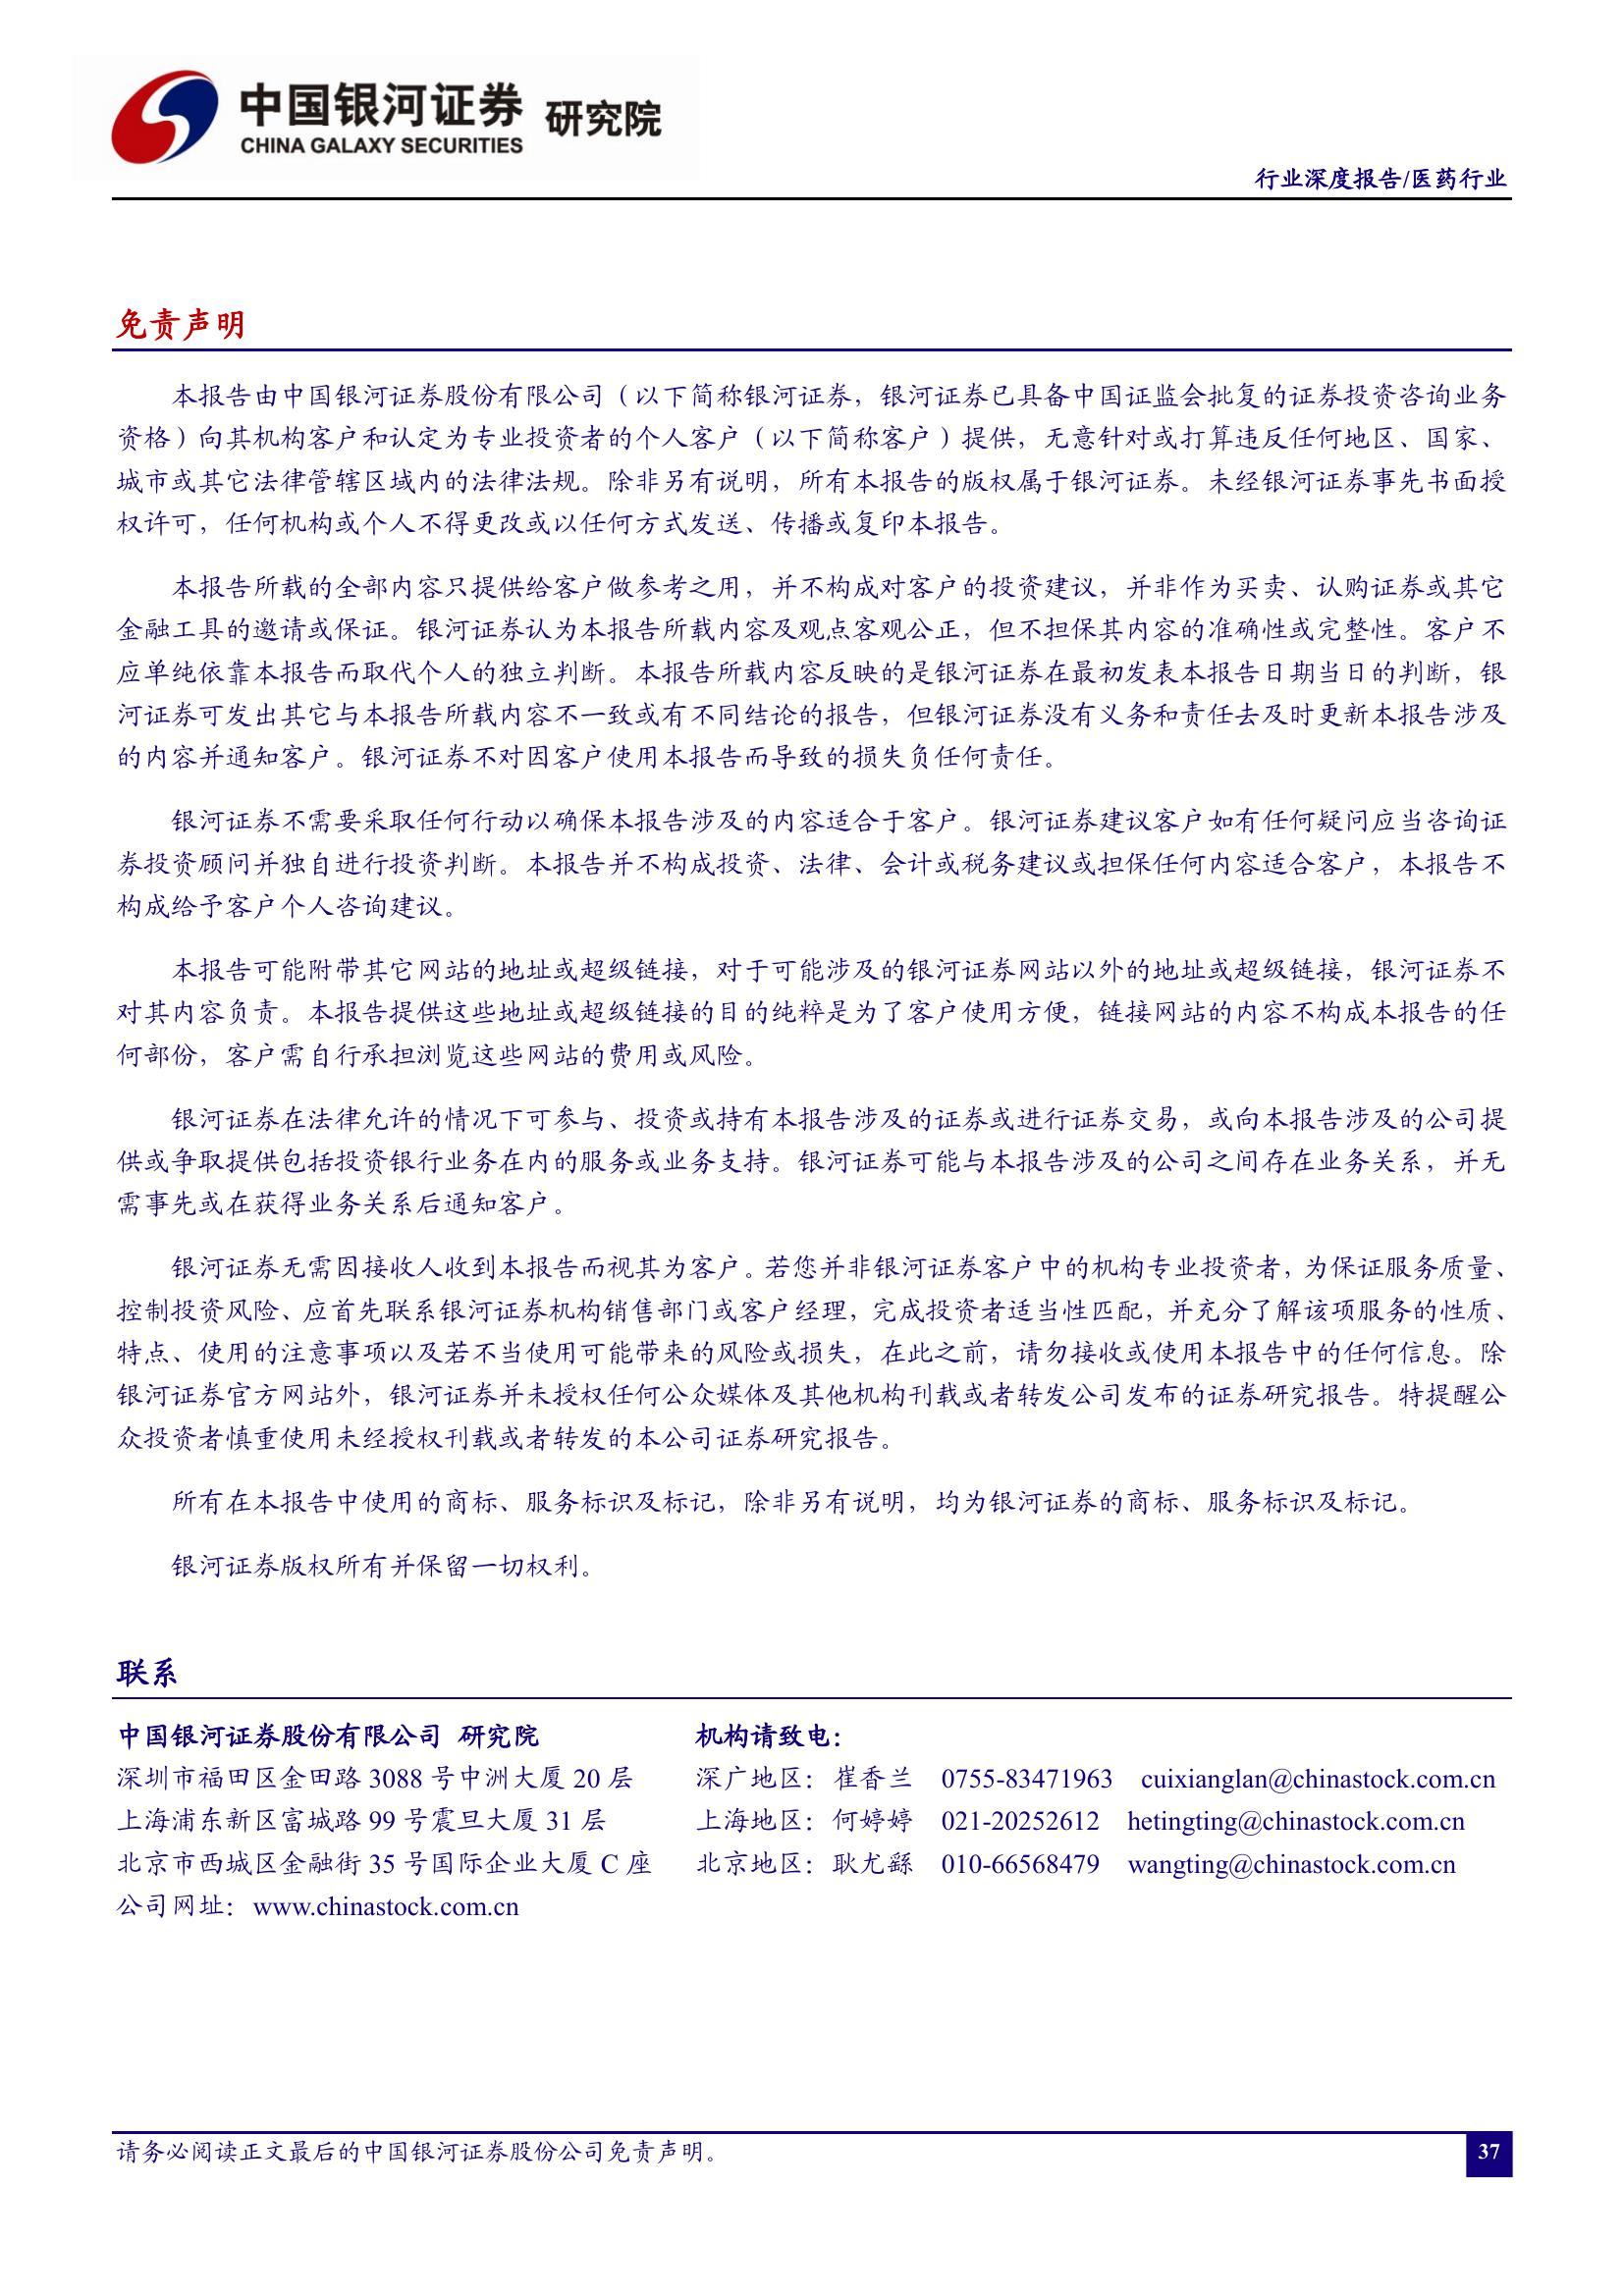 中国银河证券 研究院
CHINA GALAXY SECURITIES
行业深度报告/医药行业
免责声明
本报告由中国银河证券股份有限公司（以下简称银河证券，银河证券已具备中国证监会批复的证券投资咨询业务
资格）向其机构客户和认定为专业投资者的个人客户（以下简称客户）提供，无意针对或打算违反任何地区、国家、
城市或其它法律管辖区域内的法律法规。除非另有说明，所有本报告的版权属于银河证券。未经银河证券事先书面授
权许可，任何机构或个人不得更改或以任何方式发送、传播或复印本报告。
本报告所载的全部内容只提供给客户做参考之用，并不构成对客户的投资建议，并非作为买卖、认购证券或其它
金融工具的邀请或保证。银河证券认为本报告所载内容及观点客观公正，但不担保其内容的准确性或完整性。客户不
应单纯依靠本报告而取代个人的独立判断。本报告所载内容反映的是银河证券在最初发表本报告日期当日的判断，银
河证券可发出其它与本报告所载内容不一致或有不同结论的报告，但银河证券没有义务和责任去及时更新本报告涉及
的内容并通知客户。银河证券不对因客户使用本报告而导致的损失负任何责任。
银河证券不需要采取任何行动以确保本报告涉及的内容适合于客户。银河证券建议客户如有任何疑问应当咨询证
券投资顾问并独自进行投资判断。本报告并不构成投资、法律、会计或税务建议或担保任何内容适合客户，本报告不
构成给予客户个人咨询建议。
本报告可能附带其它网站的地址或超级链接，对于可能涉及的银河证券网站以外的地址或超级链接，银河证券不
对其内容负责。本报告提供这些地址或超级链接的目的纯粹是为了客户使用方便，链接网站的内容不构成本报告的任
何部份，客户需自行承担浏览这些网站的费用或风险。
银河证券在法律允许的情况下可参与、投资或持有本报告涉及的证券或进行证券交易，或向本报告涉及的公司提
供或争取提供包括投资银行业务在内的服务或业务支持。银河证券可能与本报告涉及的公司之间存在业务关系，并无
需事先或在获得业务关系后通知客户。
银河证券无需因接收人收到本报告而视其为客户。若您并非银河证券客户中的机构专业投资者，为保证服务质量、
控制投资风险、应首先联系银河证券机构销售部门或客户经理，完成投资者适当性匹配，并充分了解该项服务的性质、
特点、使用的注意事项以及若不当使用可能带来的风险或损失，在此之前，请勿接收或使用本报告中的任何信息。除
银河证券官方网站外，银河证券并未授权任何公众媒体及其他机构刊载或者转发公司发布的证券研究报告。特提醒公
众投资者慎重使用未经授权刊载或者转发的本公司证券研究报告。
所有在本报告中使用的商标、服务标识及标记，除非另有说明，均为银河证券的商标、服务标识及标记。
银河证券版权所有并保留一切权利。
联系
中国银河证券股份有限公司 研究院 机构请致电：
深圳市福田区金田路 3088 号中洲大厦 20 层 深广地区：崔香兰 0755-83471963 cuixianglan@chinastock.com.cn
上海浦东新区富城路 99 号震旦大厦 31 层 上海地区：何婷婷 021-20252612 hetingting@chinastock.com.cn
北京市西城区金融街 35 号国际企业大厦 C 座 北京地区：耿尤繇 010-66568479 wangting@chinastock.com.cn
公司网址：www.chinastock.com.cn
请务必阅读正文最后的中国银河证券股份公司免责声明。
37